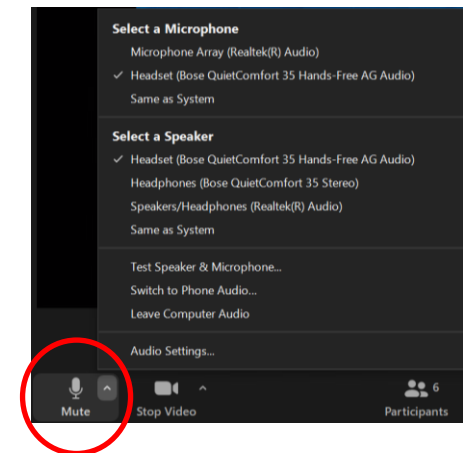 Select a Microphone
Microphone Array (Realtek(R) Audio)
Headset (Bose QuietComfort 35 Hands-Free AG Audio)
Same as System
Select a Speaker
Headset (Bose QuietComfort 35 Hands-Free AG Audio)
Headphones (Bose QuietComfort 35 Stereo)
Speakers/Headphones (Realtek(R) Audio)
Same as System
Test Speaker & Microphone...
Switch to Phone Audio...
Leave Computer Audio
Audio Settings...
6
Mute Stop Video Participants